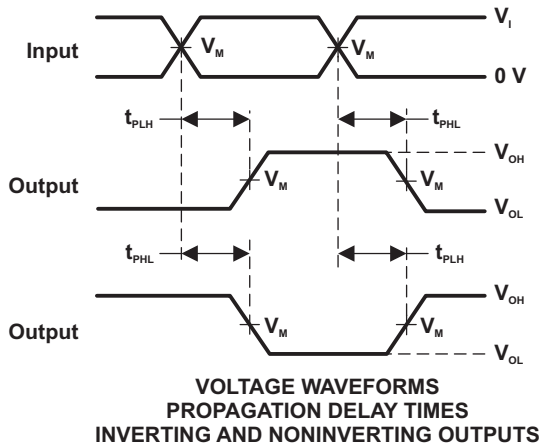 V_I
Input
V_M
V_M
0 V
t_PLH
t_PHL
V_OH
Output
V_M
V_M
V_OL
t_PHL
t_PLH
V_OH
Output
V_M
V_M
V_OL
VOLTAGE WAVEFORMS
PROPAGATION DELAY TIMES
INVERTING AND NONINVERTING OUTPUTS